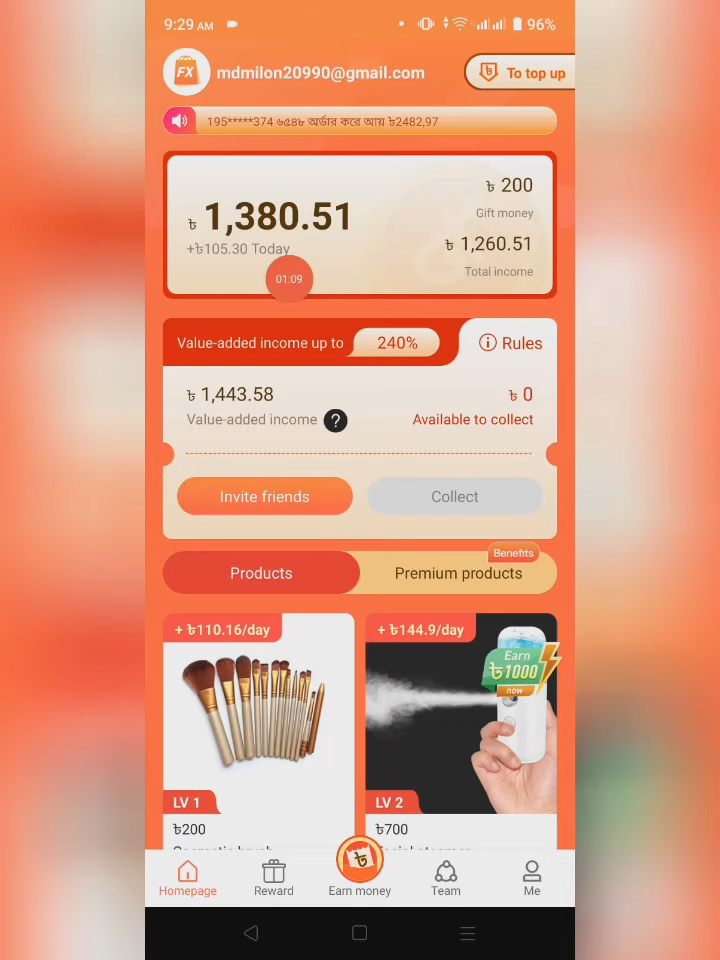 9:29 AM
96%
FX
mdmilon20990@gmail.com
To top up
195*****374 ৬৫৪৮ অর্ডার করে আয় ৳2482,97
৳ 1,380.51
+৳105.30 Today
৳ 200
Gift money
৳ 1,260.51
Total income
01:09
Value-added income up to 240%
Rules
৳ 1,443.58
Value-added income ?
৳ 0
Available to collect
Invite friends
Collect
Benefits
Products
Premium products
+ ৳110.16/day
+ ৳144.9/day
Earn
৳1000
now
LV 1
LV 2
৳200
৳700
Homepage
Reward
Earn money
Team
Me